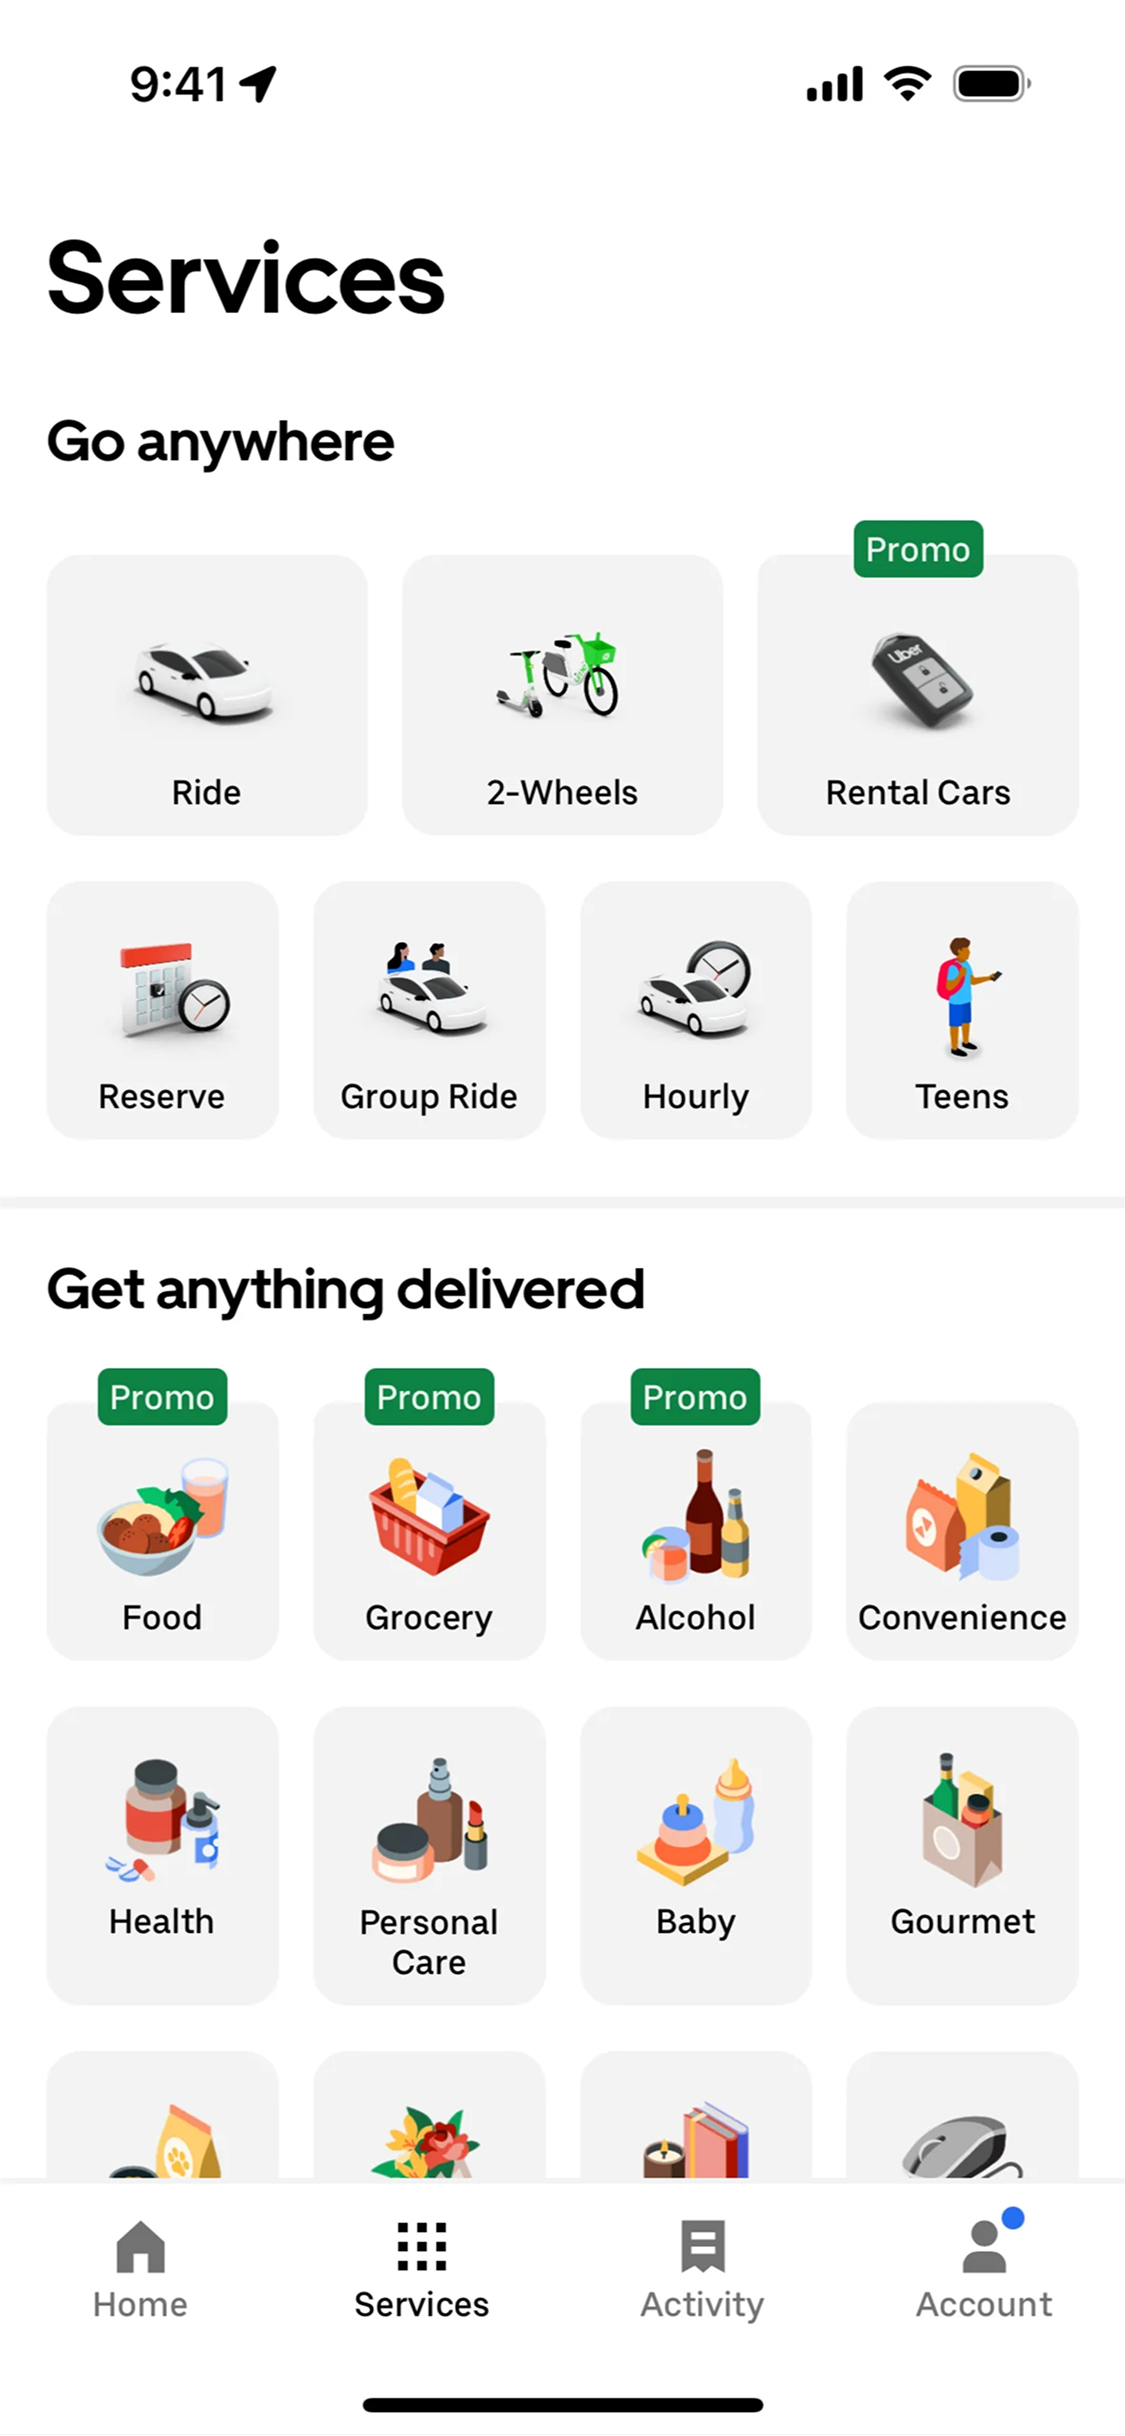 9:41
Services
Go anywhere
Promo
Uber
Ride
2-Wheels
Rental Cars
Reserve
Group Ride
Hourly
Teens
Get anything delivered
Promo
Promo
Promo
Food
Grocery
Alcohol
Convenience
Health
Personal
Care
Baby
Gourmet
Home
Services
Activity
Account